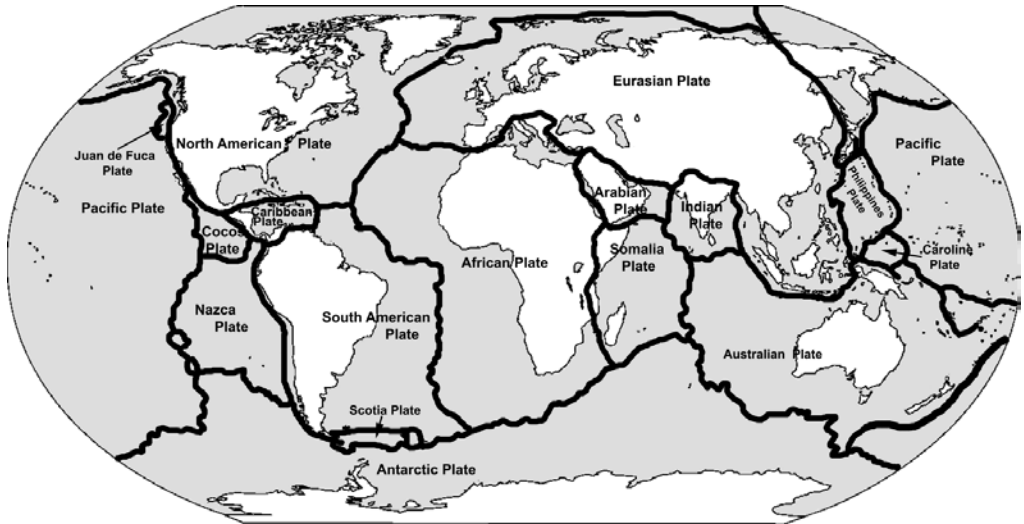 Eurasian Plate
North American Plate
Juan de Fuca
Plate
Pacific
Plate
Pacific Plate
Caribbean
Plate
Cocos
Plate
Arabian
Plate
Indian
Plate
Philippines
Plate
Somalia
Plate
Caroline
Plate
African Plate
Nazca
Plate
South American
Plate
Australian Plate
Scotia Plate
Antarctic Plate